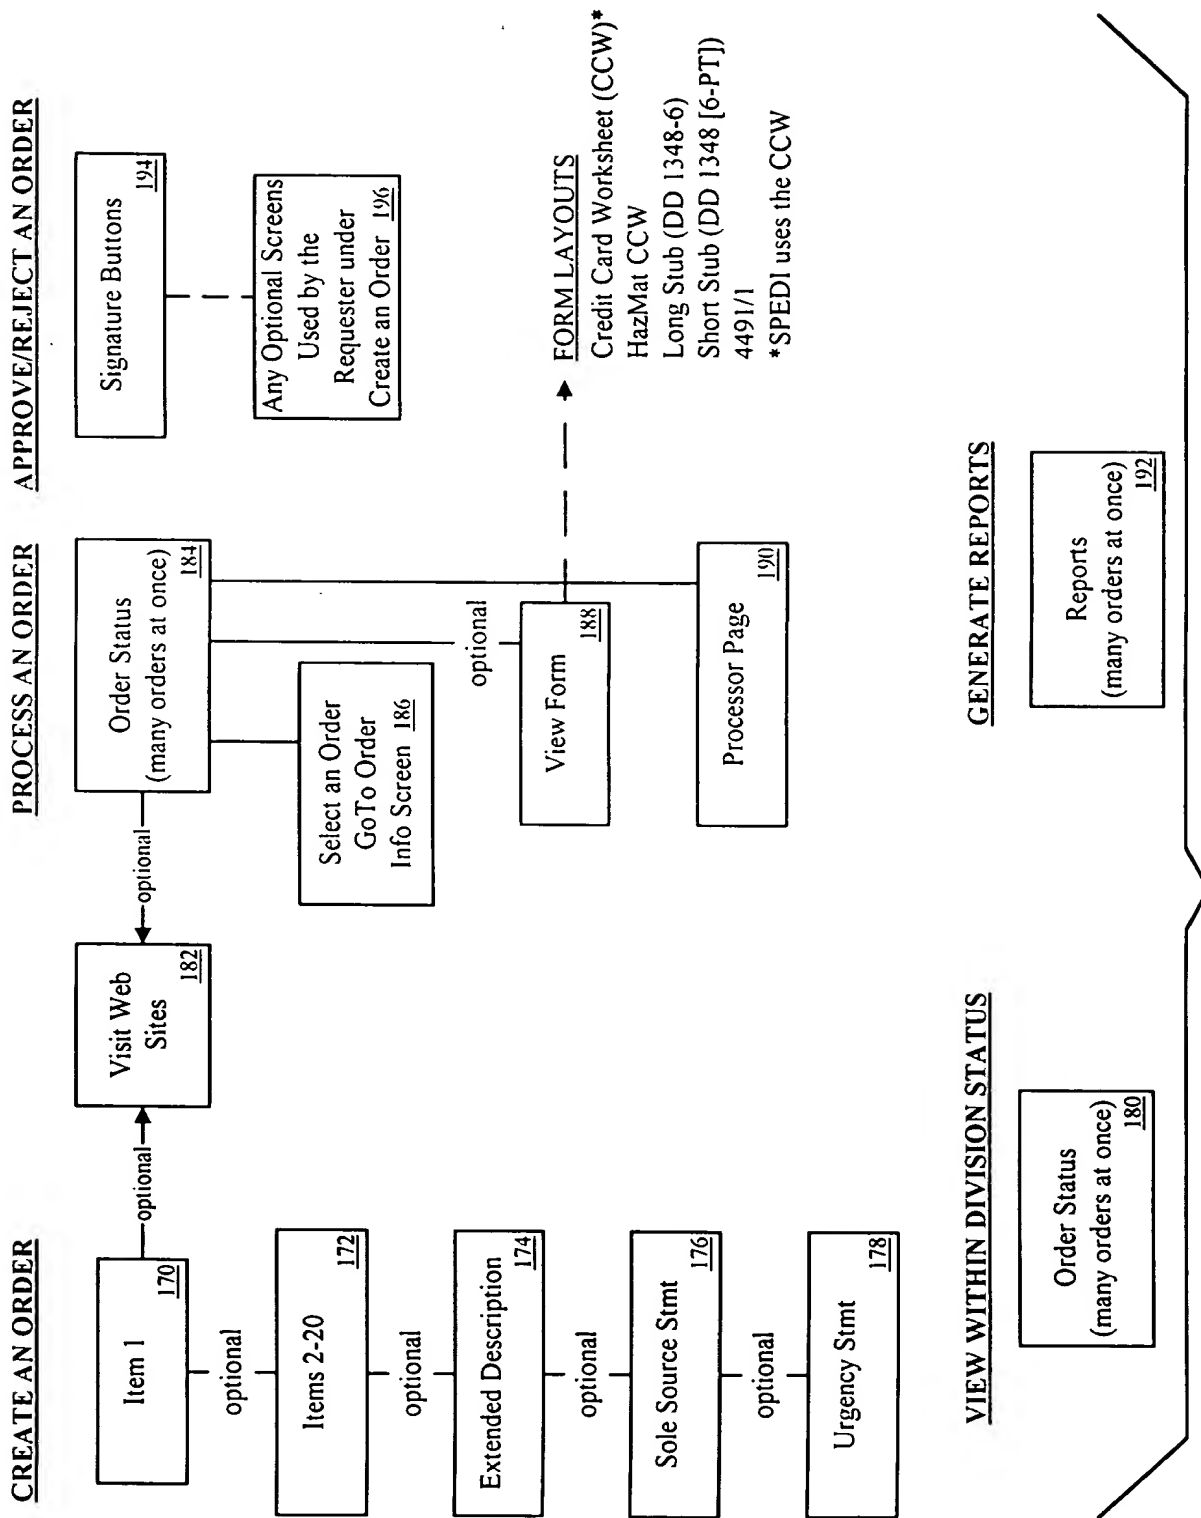 CREATE AN ORDER
Item 1
170
optional
Items 2-20
172
optional
Extended Description
174
optional
Sole Source Stmt
176
optional
Urgency Stmt
178
optional
Visit Web
Sites
182
optional
PROCESS AN ORDER
Order Status
(many orders at once)
184
Select an Order
GoTo Order
Info Screen 186
optional
View Form
188
Processor Page
190
APPROVE/REJECT AN ORDER
Signature Buttons
194
Any Optional Screens
Used by the
Requester under
Create an Order 196
FORM LAYOUTS
Credit Card Worksheet (CCW)*
HazMat CCW
Long Stub (DD 1348-6)
Short Stub (DD 1348 [6-PT])
4491/1
*SPEDI uses the CCW
VIEW WITHIN DIVISION STATUS
Order Status
(many orders at once)
180
GENERATE REPORTS
Reports
(many orders at once)
192